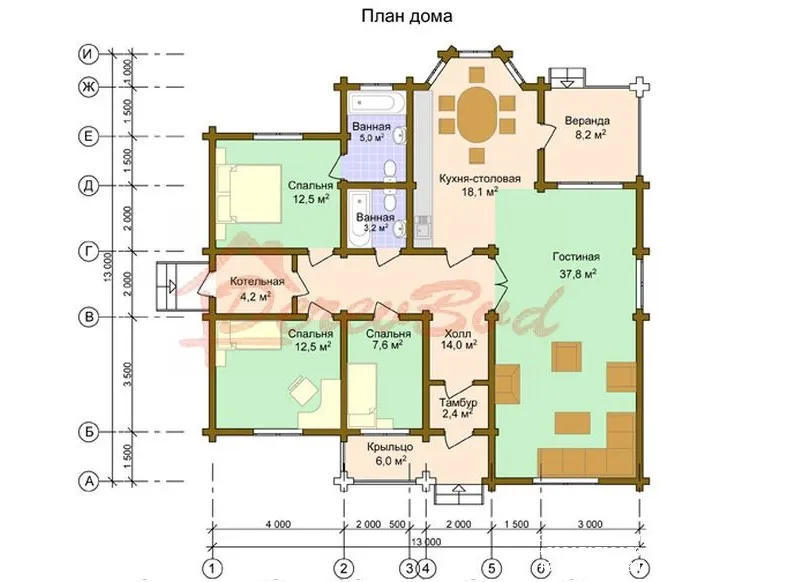 План дома
И
Ж
Е
Д
Г
В
Б
А
1 000
1 500
1 500
2 000
2 000
3 500
1 500
13 000
Ванная
5,0 м²
Кухня-столовая
18,1 м²
Веранда
8,2 м²
Спальня
12,5 м²
Ванная
3,2 м²
Гостиная
37,8 м²
Котельная
4,2 м²
DerevBud
Спальня
12,5 м²
Спальня
7,6 м²
Холл
14,0 м²
Тамбур
2,4 м²
Крыльцо
6,0 м²
4 000
2 000
500
2 000
1 500
3 000
13 000
1
2
3
4
5
6
7